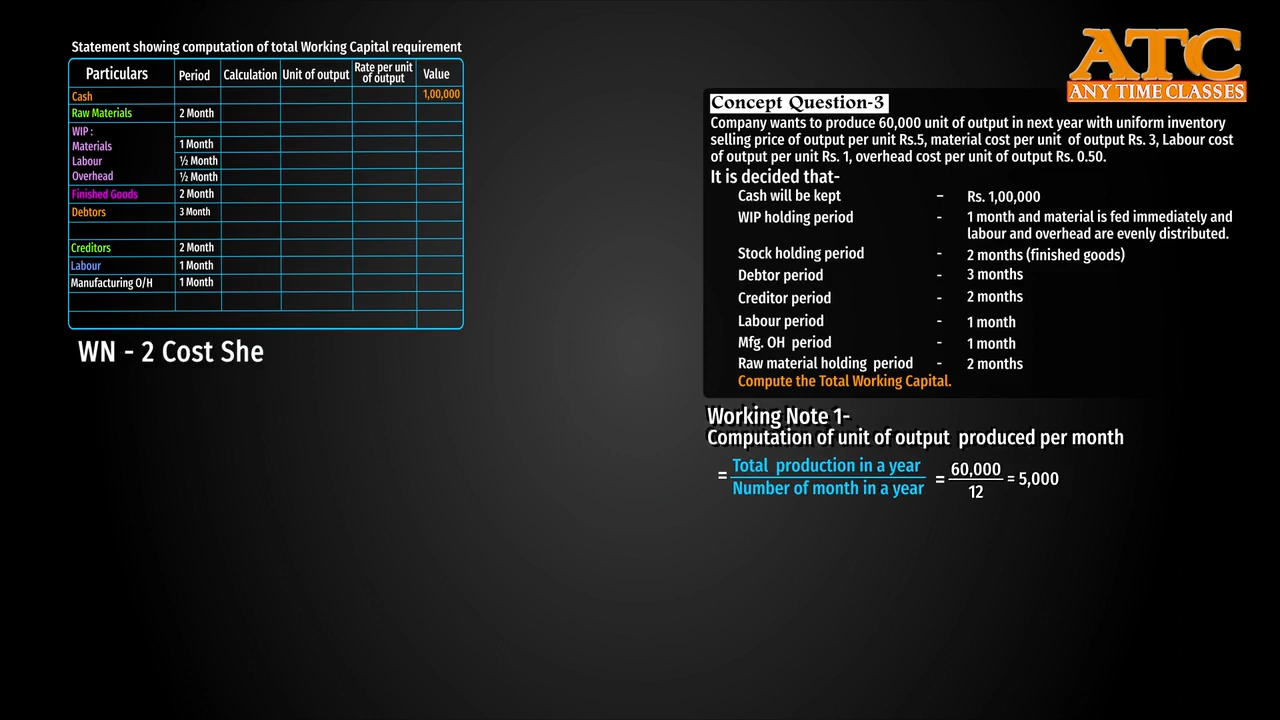 Statement showing computation of total Working Capital requirement
Particulars Period Calculation Unit of output Rate per unit of output Value
Cash 1,00,000
Raw Materials 2 Month
WIP :
Materials 1 Month
Labour ½ Month
Overhead ½ Month
Finished Goods 2 Month
Debtors 3 Month
Creditors 2 Month
Labour 1 Month
Manufacturing O/H 1 Month
WN - 2 Cost She
ATC
ANY TIME CLASSES
Concept Question-3
Company wants to produce 60,000 unit of output in next year with uniform inventory
selling price of output per unit Rs.5, material cost per unit of output Rs. 3, Labour cost
of output per unit Rs. 1, overhead cost per unit of output Rs. 0.50.
It is decided that-
Cash will be kept – Rs. 1,00,000
WIP holding period - 1 month and material is fed immediately and
labour and overhead are evenly distributed.
Stock holding period - 2 months (finished goods)
Debtor period - 3 months
Creditor period - 2 months
Labour period - 1 month
Mfg. OH period - 1 month
Raw material holding period - 2 months
Compute the Total Working Capital.
Working Note 1-
Computation of unit of output produced per month
= Total production in a year / Number of month in a year = 60,000 / 12 = 5,000